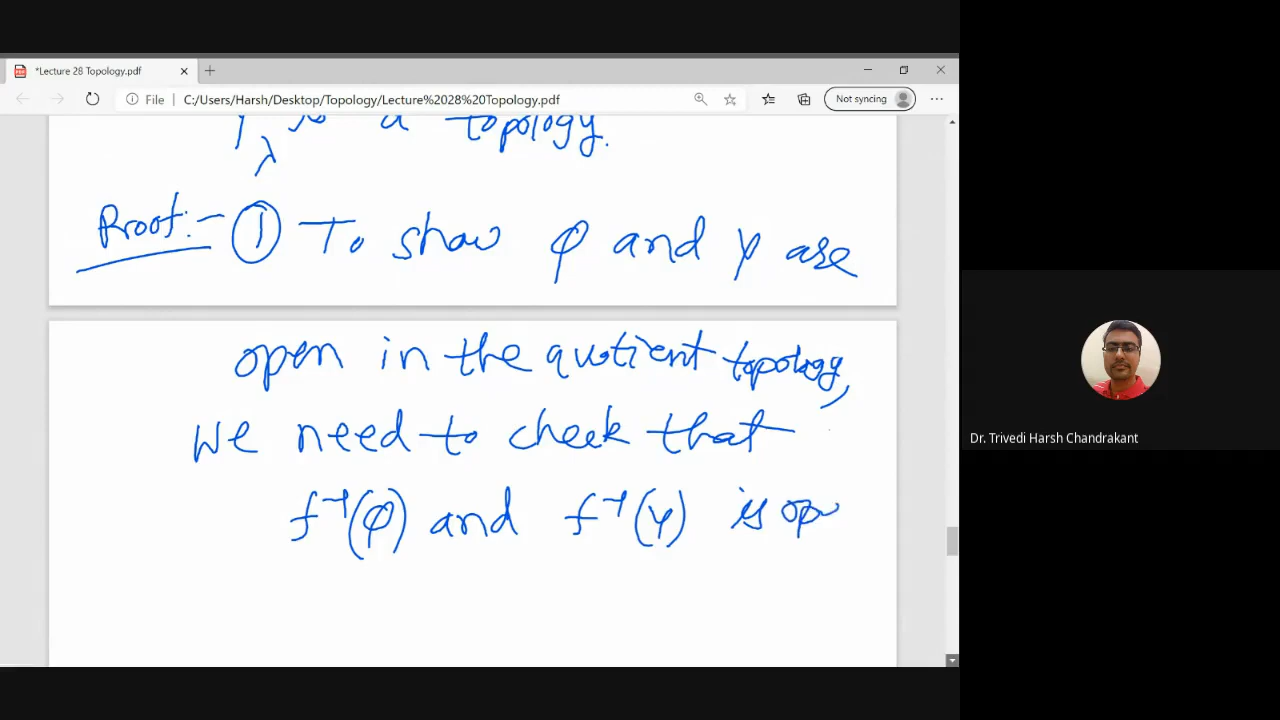 *Lecture 28 Topology.pdf
File | C:/Users/Harsh/Desktop/Topology/Lecture%2028%20Topology.pdf
Not syncing
λ is a topology.
Proof:- ① To show φ and Y are
open in the quotient topology,
We need to check that
f⁻¹(φ) and f⁻¹(Y) is op
Dr. Trivedi Harsh Chandrakant